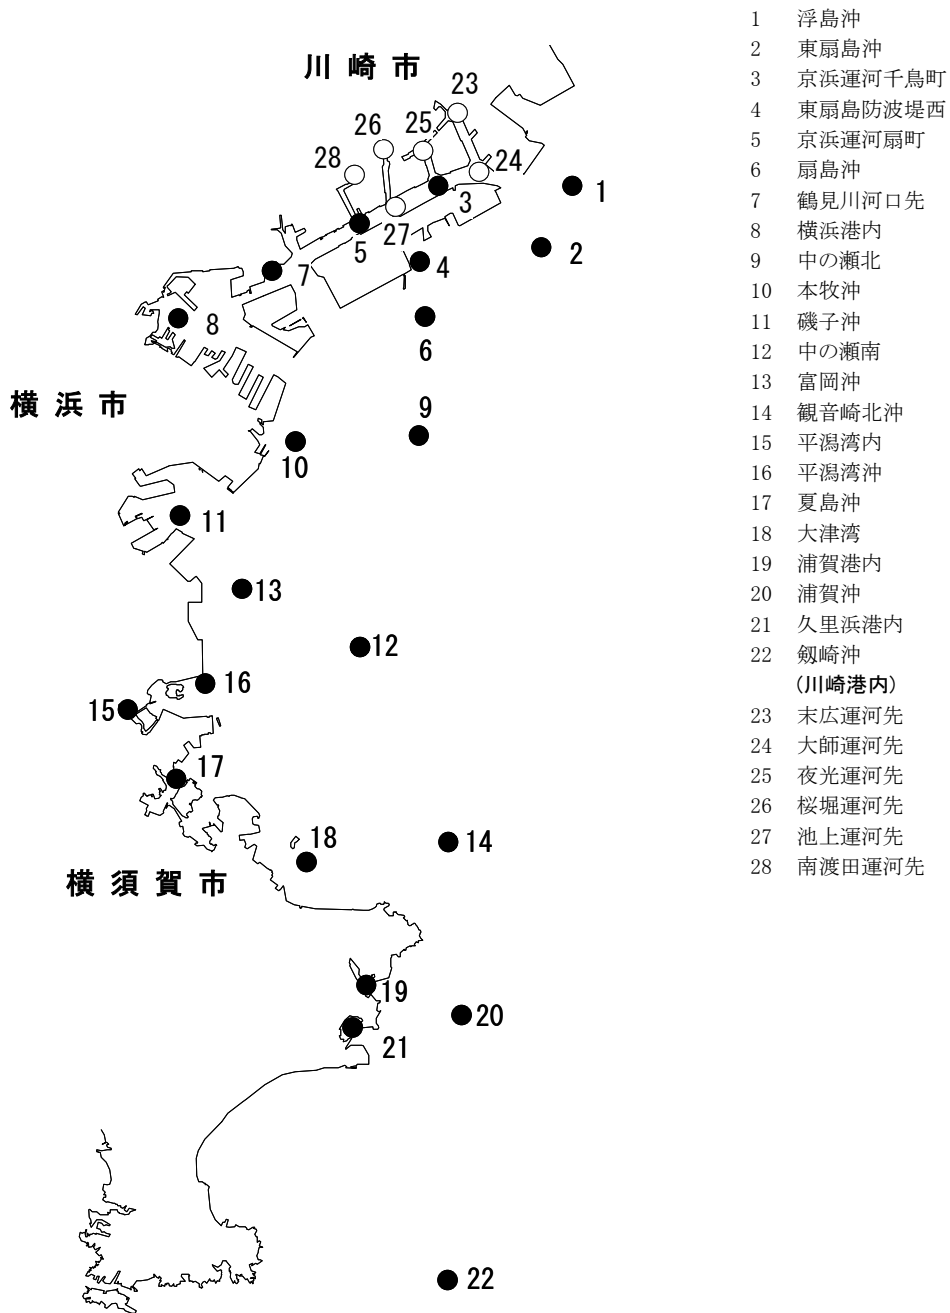 川崎市
23
26
25
28
24
1
3
27
5
2
7
4
8
6
横浜市
9
10
11
13
12
16
15
17
18
14
横須賀市
19
20
21
22
1 浮島沖
2 東扇島沖
3 京浜運河千鳥町
4 東扇島防波堤西
5 京浜運河扇町
6 扇島沖
7 鶴見川河口先
8 横浜港内
9 中の瀬北
10 本牧沖
11 磯子沖
12 中の瀬南
13 富岡沖
14 観音崎北沖
15 平潟湾内
16 平潟湾沖
17 夏島沖
18 大津湾
19 浦賀港内
20 浦賀沖
21 久里浜港内
22 剱崎沖
(川崎港内)
23 末広運河先
24 大師運河先
25 夜光運河先
26 桜堀運河先
27 池上運河先
28 南渡田運河先